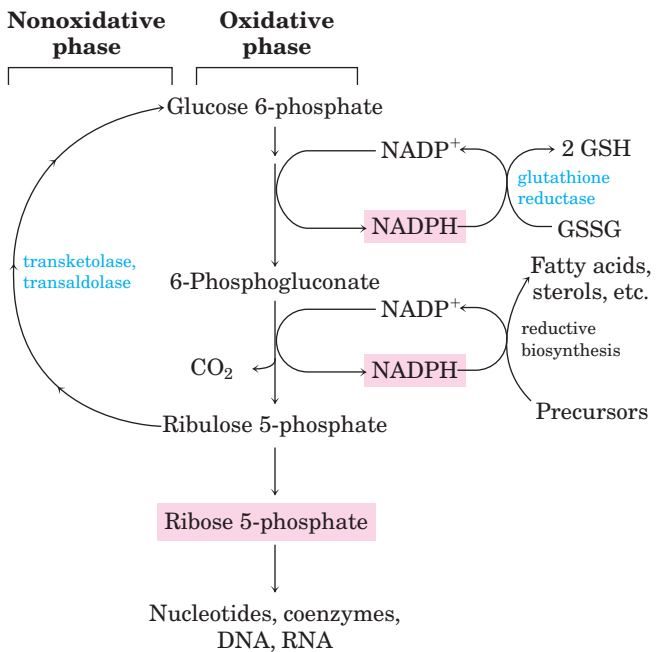 Nonoxidative
phase
Oxidative
phase
Glucose 6-phosphate
NADP+
2 GSH
glutathione
reductase
NADPH
GSSG
transketolase,
transaldolase
6-Phosphogluconate
Fatty acids,
sterols, etc.
NADP+
reductive
biosynthesis
CO2
NADPH
Precursors
Ribulose 5-phosphate
Ribose 5-phosphate
Nucleotides, coenzymes,
DNA, RNA